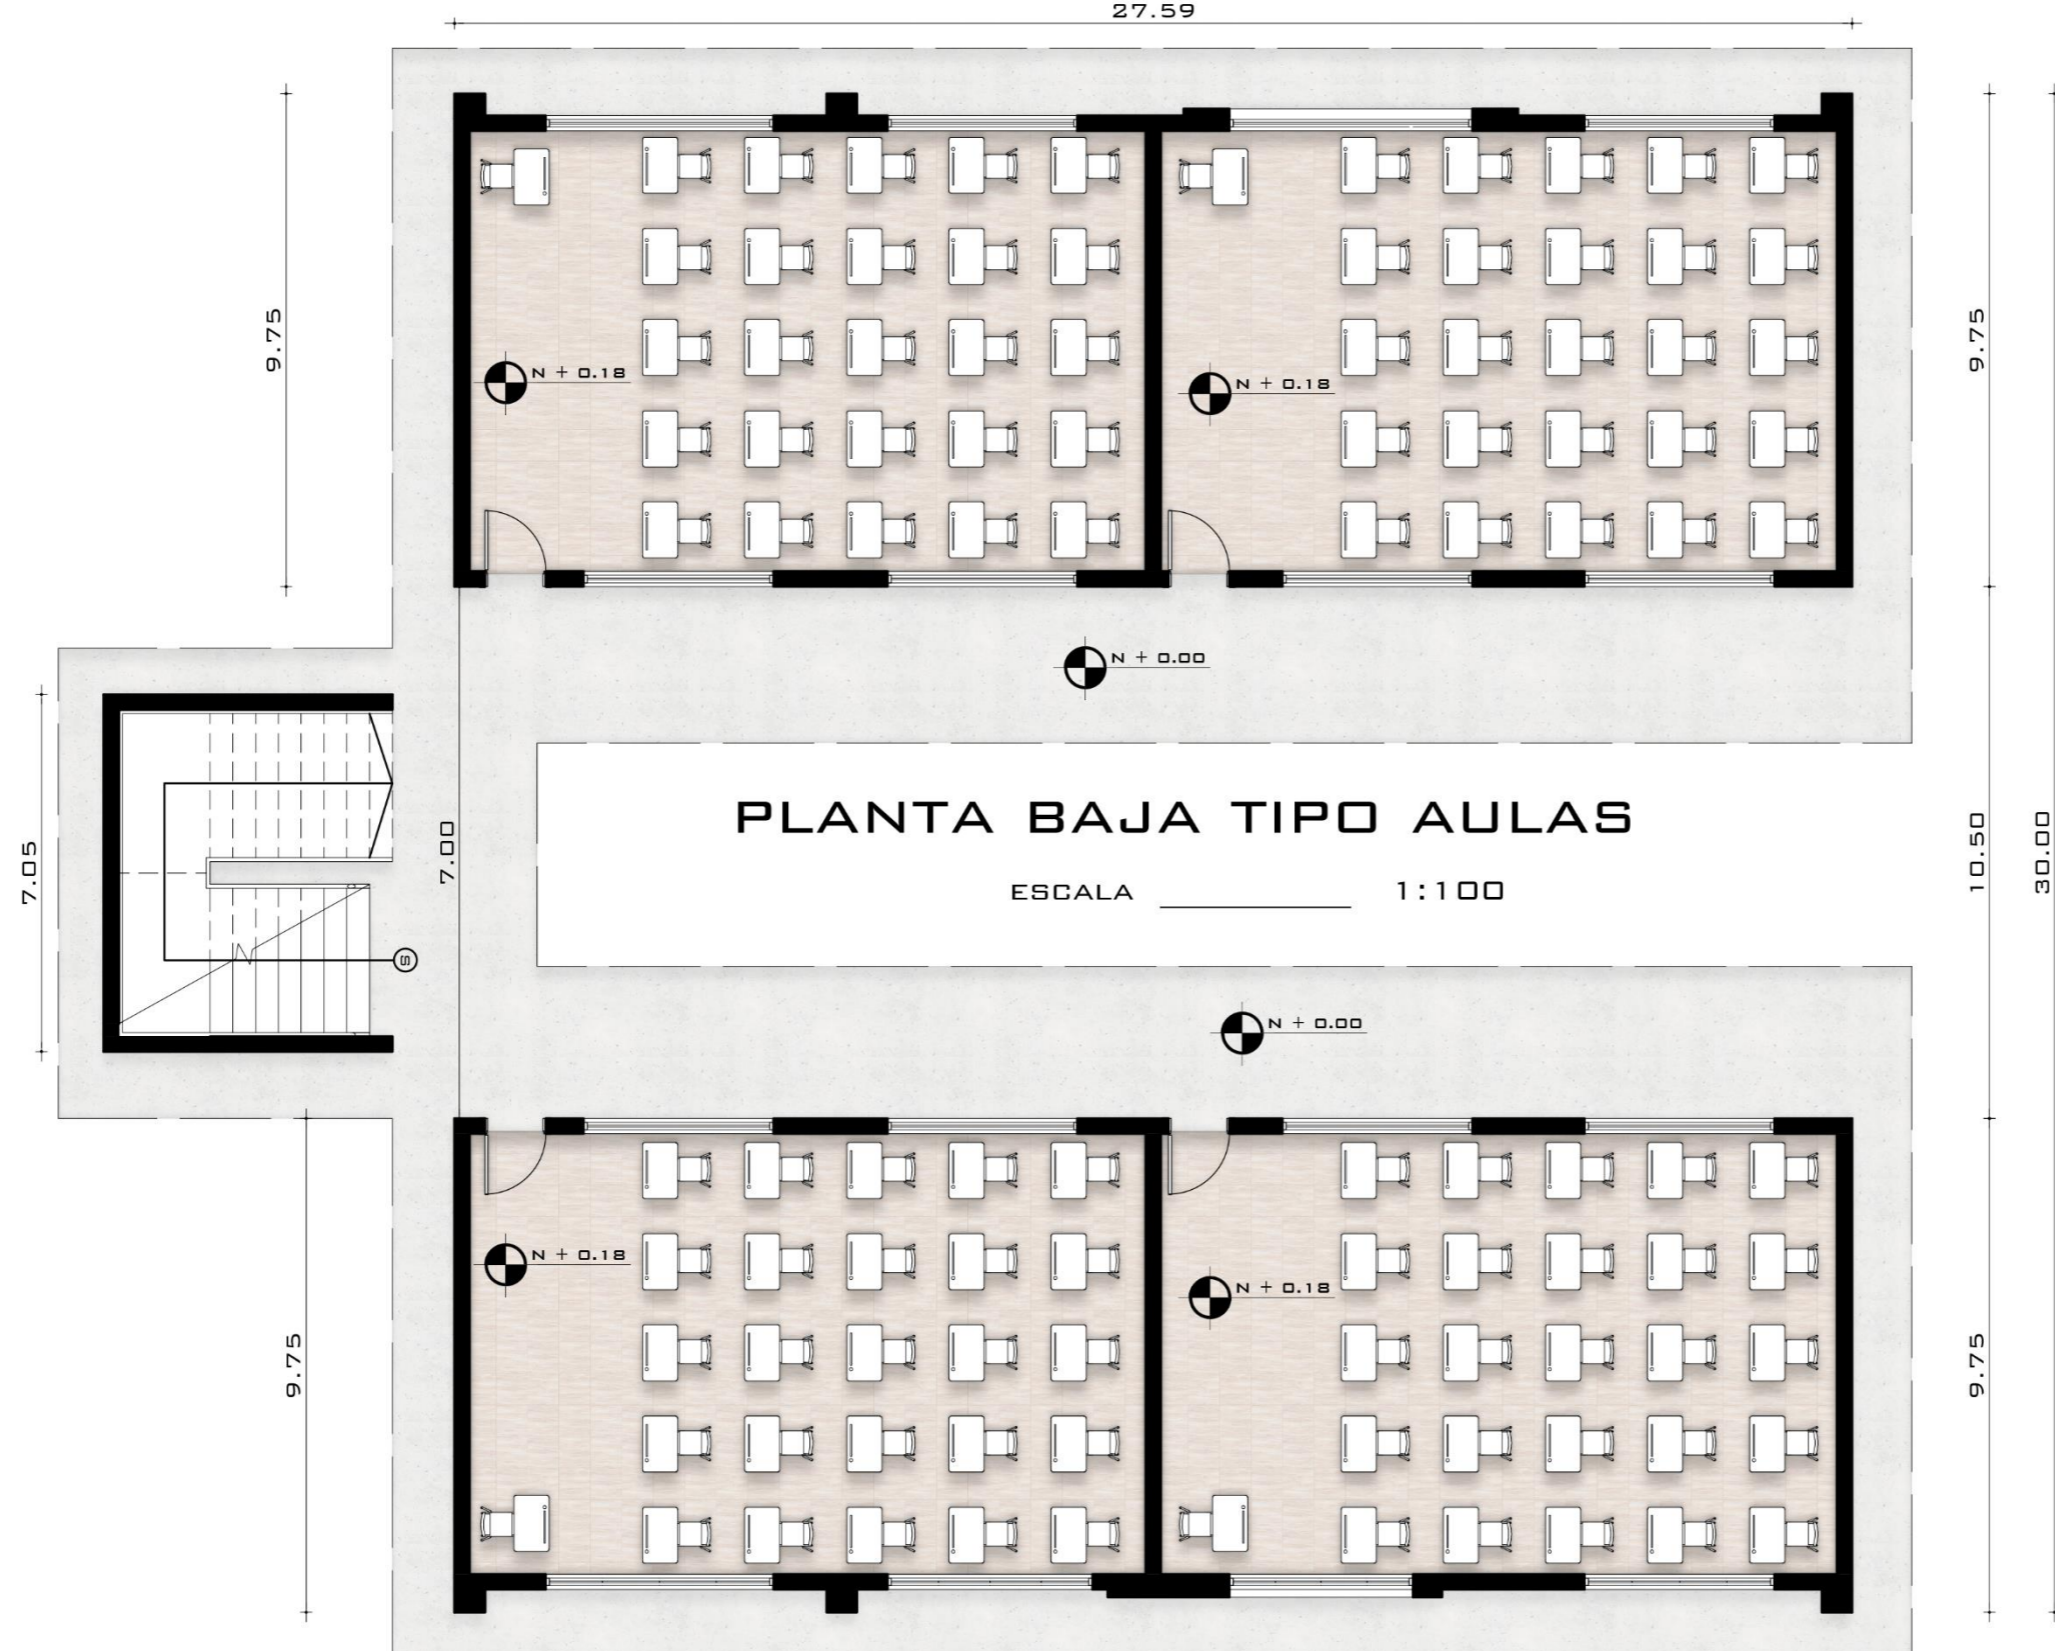 27.59
9.75
9.75
N + 0.18
N + 0.18
N + 0.00
7.05
7.00
PLANTA BAJA TIPO AULAS
ESCALA 1:100
10.50
30.00
S
N + 0.00
N + 0.18
N + 0.18
9.75
9.75